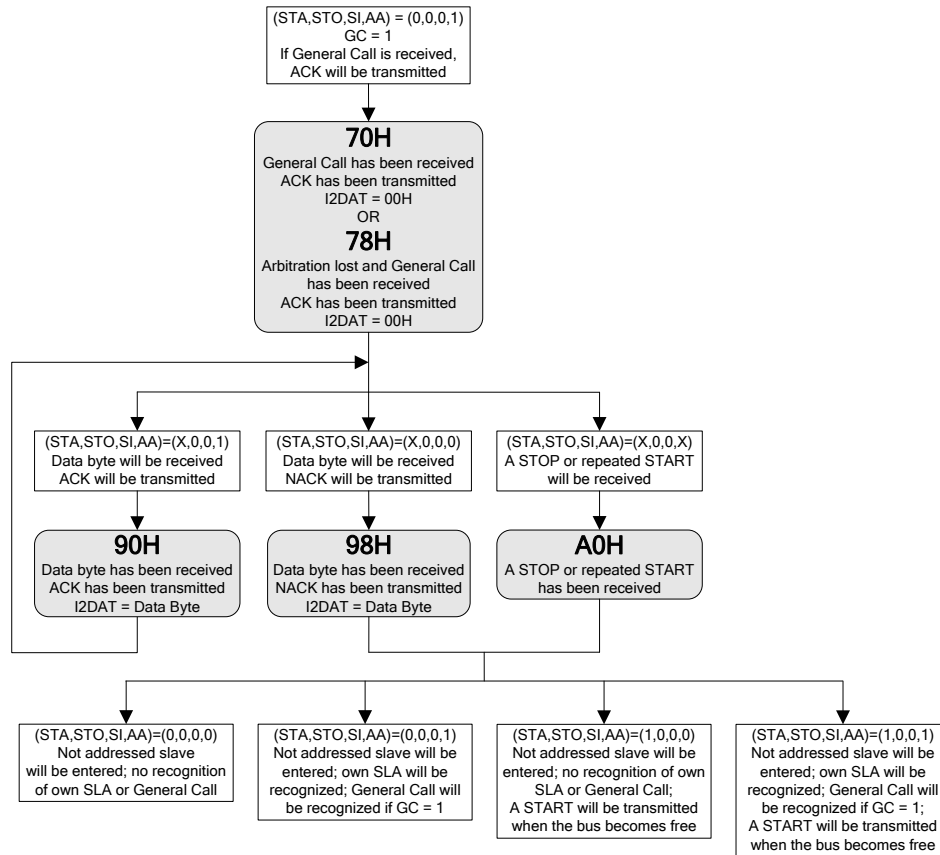 (STA,STO,SI,AA) = (0,0,0,1)
GC = 1
If General Call is received,
ACK will be transmitted
70H
General Call has been received
ACK has been transmitted
I2DAT = 00H
OR
78H
Arbitration lost and General Call
has been received
ACK has been transmitted
I2DAT = 00H
(STA,STO,SI,AA)=(X,0,0,1)
Data byte will be received
ACK will be transmitted
(STA,STO,SI,AA)=(X,0,0,0)
Data byte will be received
NACK will be transmitted
(STA,STO,SI,AA)=(X,0,0,X)
A STOP or repeated START
will be received
90H
Data byte has been received
ACK has been transmitted
I2DAT = Data Byte
98H
Data byte has been received
NACK has been transmitted
I2DAT = Data Byte
A0H
A STOP or repeated START
has been received
(STA,STO,SI,AA)=(0,0,0,0)
Not addressed slave
will be entered; no recognition
of own SLA or General Call
(STA,STO,SI,AA)=(0,0,0,1)
Not addressed slave will be
entered; own SLA will be
recognized; General Call will
be recognized if GC = 1
(STA,STO,SI,AA)=(1,0,0,0)
Not addressed slave will be
entered; no recognition of own
SLA or General Call;
A START will be transmitted
when the bus becomes free
(STA,STO,SI,AA)=(1,0,0,1)
Not addressed slave will be
entered; own SLA will be
recognized; General Call will
be recognized if GC = 1;
A START will be transmitted
when the bus becomes free